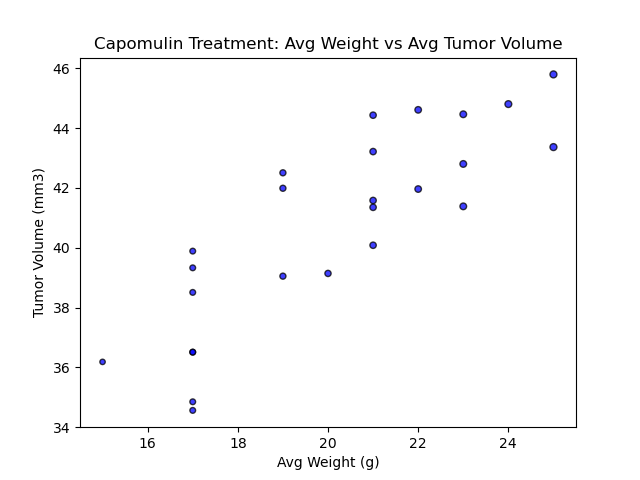 Capomulin Treatment: Avg Weight vs Avg Tumor Volume
46
44
42
40
38
36
34
Tumor Volume (mm3)
16 18 20 22 24
Avg Weight (g)